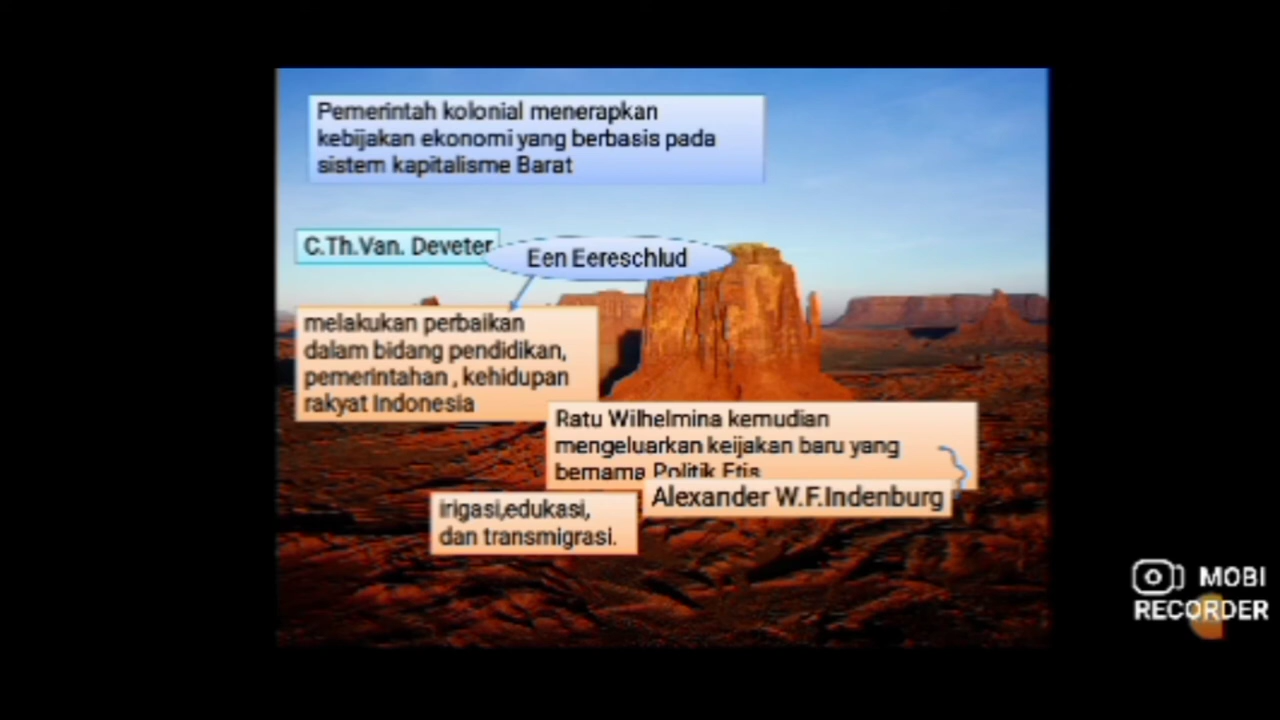 Pemerintah kolonial menerapkan
kebijakan ekonomi yang berbasis pada
sistem kapitalisme Barat
C.Th.Van. Deveter
Een Eereschlud
melakukan perbaikan
dalam bidang pendidikan,
pemerintahan , kehidupan
rakyat Indonesia
Ratu Wilhelmina kemudian
mengeluarkan keijakan baru yang
bernama Politik Etis
Alexander W.F.Indenburg
irigasi,edukasi,
dan transmigrasi.
MOBI
RECORDER